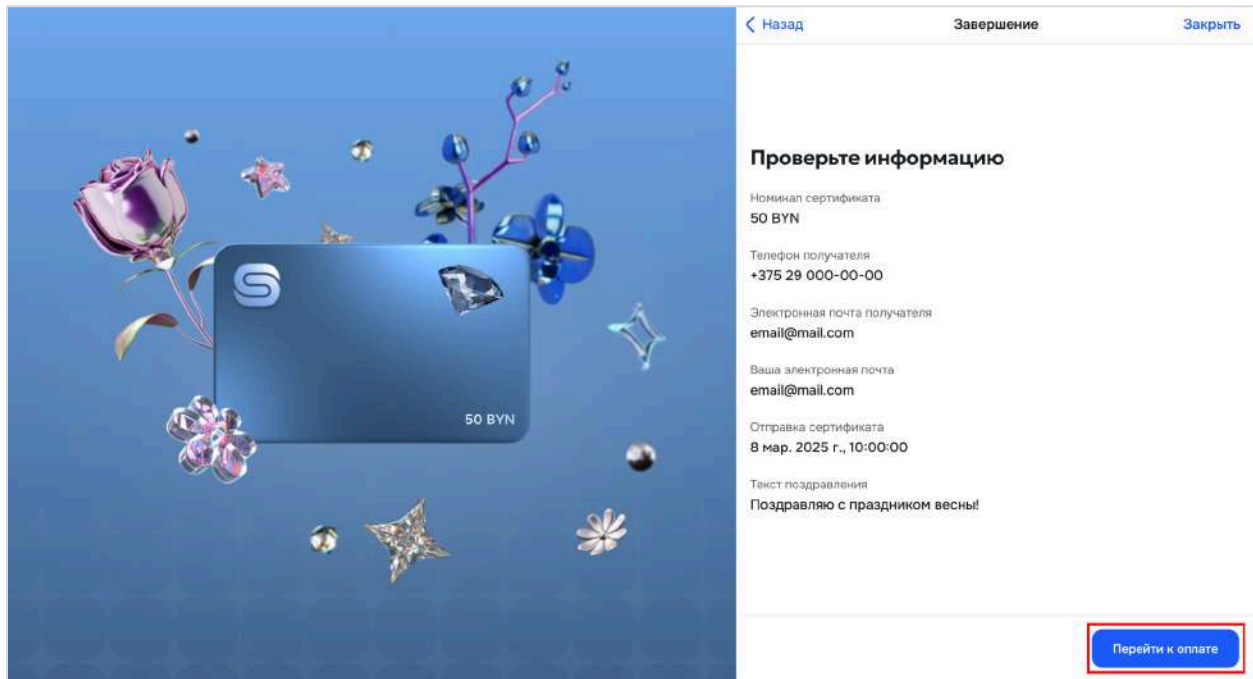 Назад
Завершение
Закрыть
50 BYN
Проверьте информацию
Номинал сертификата
50 BYN
Телефон получателя
+375 29 000-00-00
Электронная почта получателя
email@mail.com
Ваша электронная почта
email@mail.com
Отправка сертификата
8 мар. 2025 г., 10:00:00
Текст поздравления
Поздравляю с праздником весны!
Перейти к оплате